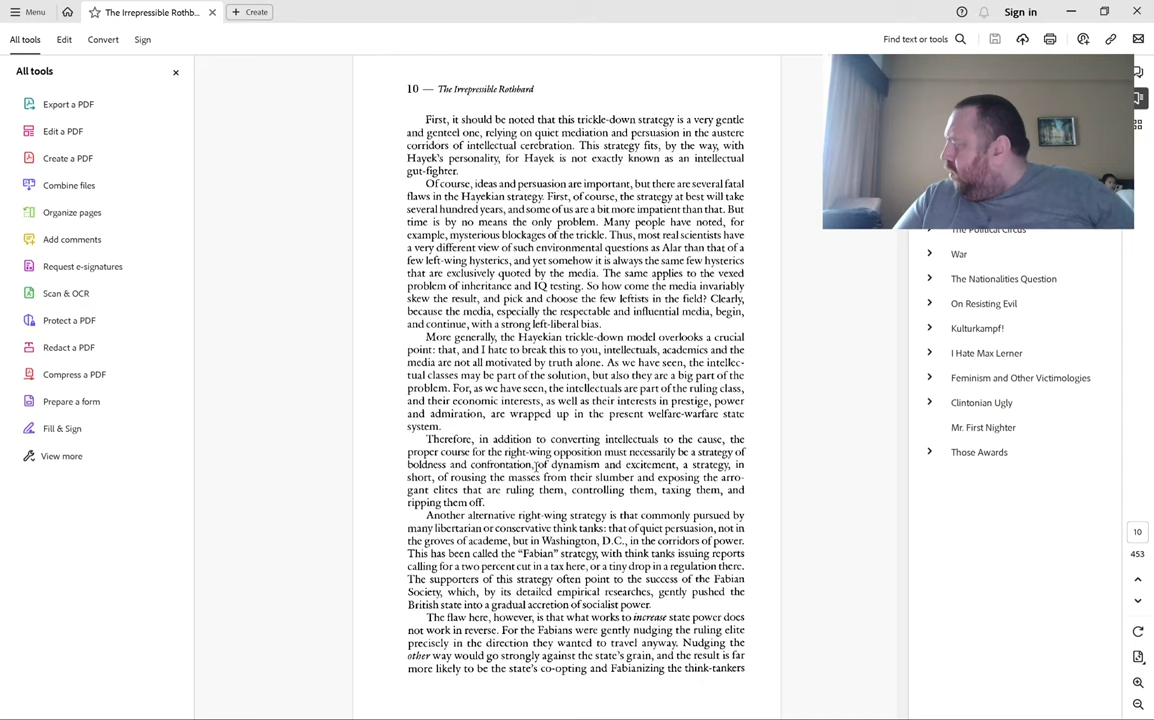 Menu
The Irrepressible Rothb...
Create
Sign in
All tools
Edit
Convert
Sign
Find text or tools
All tools
Export a PDF
Edit a PDF
Create a PDF
Combine files
Organize pages
Add comments
Request e-signatures
Scan & OCR
Protect a PDF
Redact a PDF
Compress a PDF
Prepare a form
Fill & Sign
View more
10 — The Irrepressible Rothbard
First, it should be noted that this trickle-down strategy is a very gentle
and genteel one, relying on quiet mediation and persuasion in the austere
corridors of intellectual cerebration. This strategy fits, by the way, with
Hayek's personality, for Hayek is not exactly known as an intellectual
gut-fighter.
Of course, ideas and persuasion are important, but there are several fatal
flaws in the Hayekian strategy. First, of course, the strategy at best will take
several hundred years, and some of us are a bit more impatient than that. But
time is by no means the only problem. Many people have noted, for
example, mysterious blockages of the trickle. Thus, most real scientists have
a very different view of such environmental questions as Alar than that of a
few left-wing hysterics, and yet somehow it is always the same few hysterics
that are exclusively quoted by the media. The same applies to the vexed
problem of inheritance and IQ testing. So how come the media invariably
skew the result, and pick and choose the few leftists in the field? Clearly,
because the media, especially the respectable and influential media, begin,
and continue, with a strong left-liberal bias.
More generally, the Hayekian trickle-down model overlooks a crucial
point: that, and I hate to break this to you, intellectuals, academics and the
media are not all motivated by truth alone. As we have seen, the intellec-
tual classes may be part of the solution, but also they are a big part of the
problem. For, as we have seen, the intellectuals are part of the ruling class,
and their economic interests, as well as their interests in prestige, power
and admiration, are wrapped up in the present welfare-warfare state
system.
Therefore, in addition to converting intellectuals to the cause, the
proper course for the right-wing opposition must necessarily be a strategy of
boldness and confrontation, of dynamism and excitement, a strategy, in
short, of rousing the masses from their slumber and exposing the arro-
gant elites that are ruling them, controlling them, taxing them, and
ripping them off.
Another alternative right-wing strategy is that commonly pursued by
many libertarian or conservative think tanks: that of quiet persuasion, not in
the groves of academe, but in Washington, D.C., in the corridors of power.
This has been called the "Fabian" strategy, with think tanks issuing reports
calling for a two percent cut in a tax here, or a tiny drop in a regulation there.
The supporters of this strategy often point to the success of the Fabian
Society, which, by its detailed empirical researches, gently pushed the
British state into a gradual accretion of socialist power.
The flaw here, however, is that what works to increase state power does
not work in reverse. For the Fabians were gently nudging the ruling elite
precisely in the direction they wanted to travel anyway. Nudging the
other way would go strongly against the state's grain, and the result is far
more likely to be the state's co-opting and Fabianizing the think-tankers
The Political Circus
War
The Nationalities Question
On Resisting Evil
Kulturkampf!
I Hate Max Lerner
Feminism and Other Victimologies
Clintonian Ugly
Mr. First Nighter
Those Awards
10
453